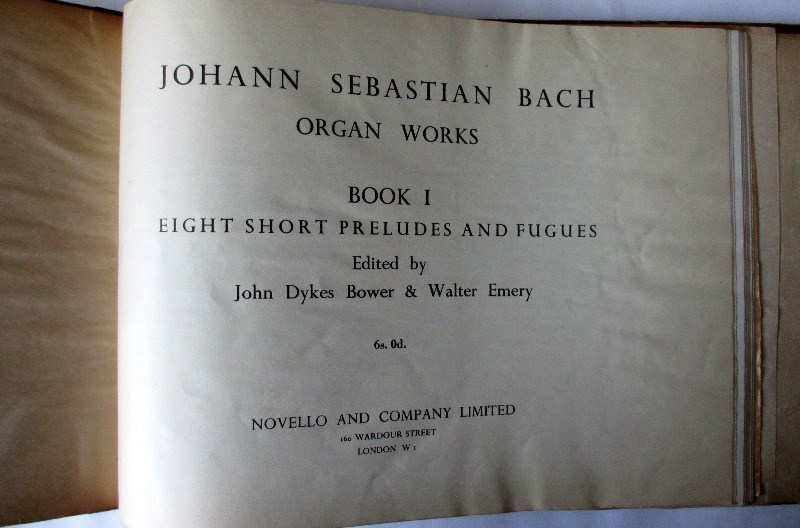 JOHANN SEBASTIAN BACH
ORGAN WORKS
BOOK I
EIGHT SHORT PRELUDES AND FUGUES
Edited by
John Dykes Bower & Walter Emery
6s. 0d.
NOVELLO AND COMPANY LIMITED
160 WARDOUR STREET
LONDON W 1